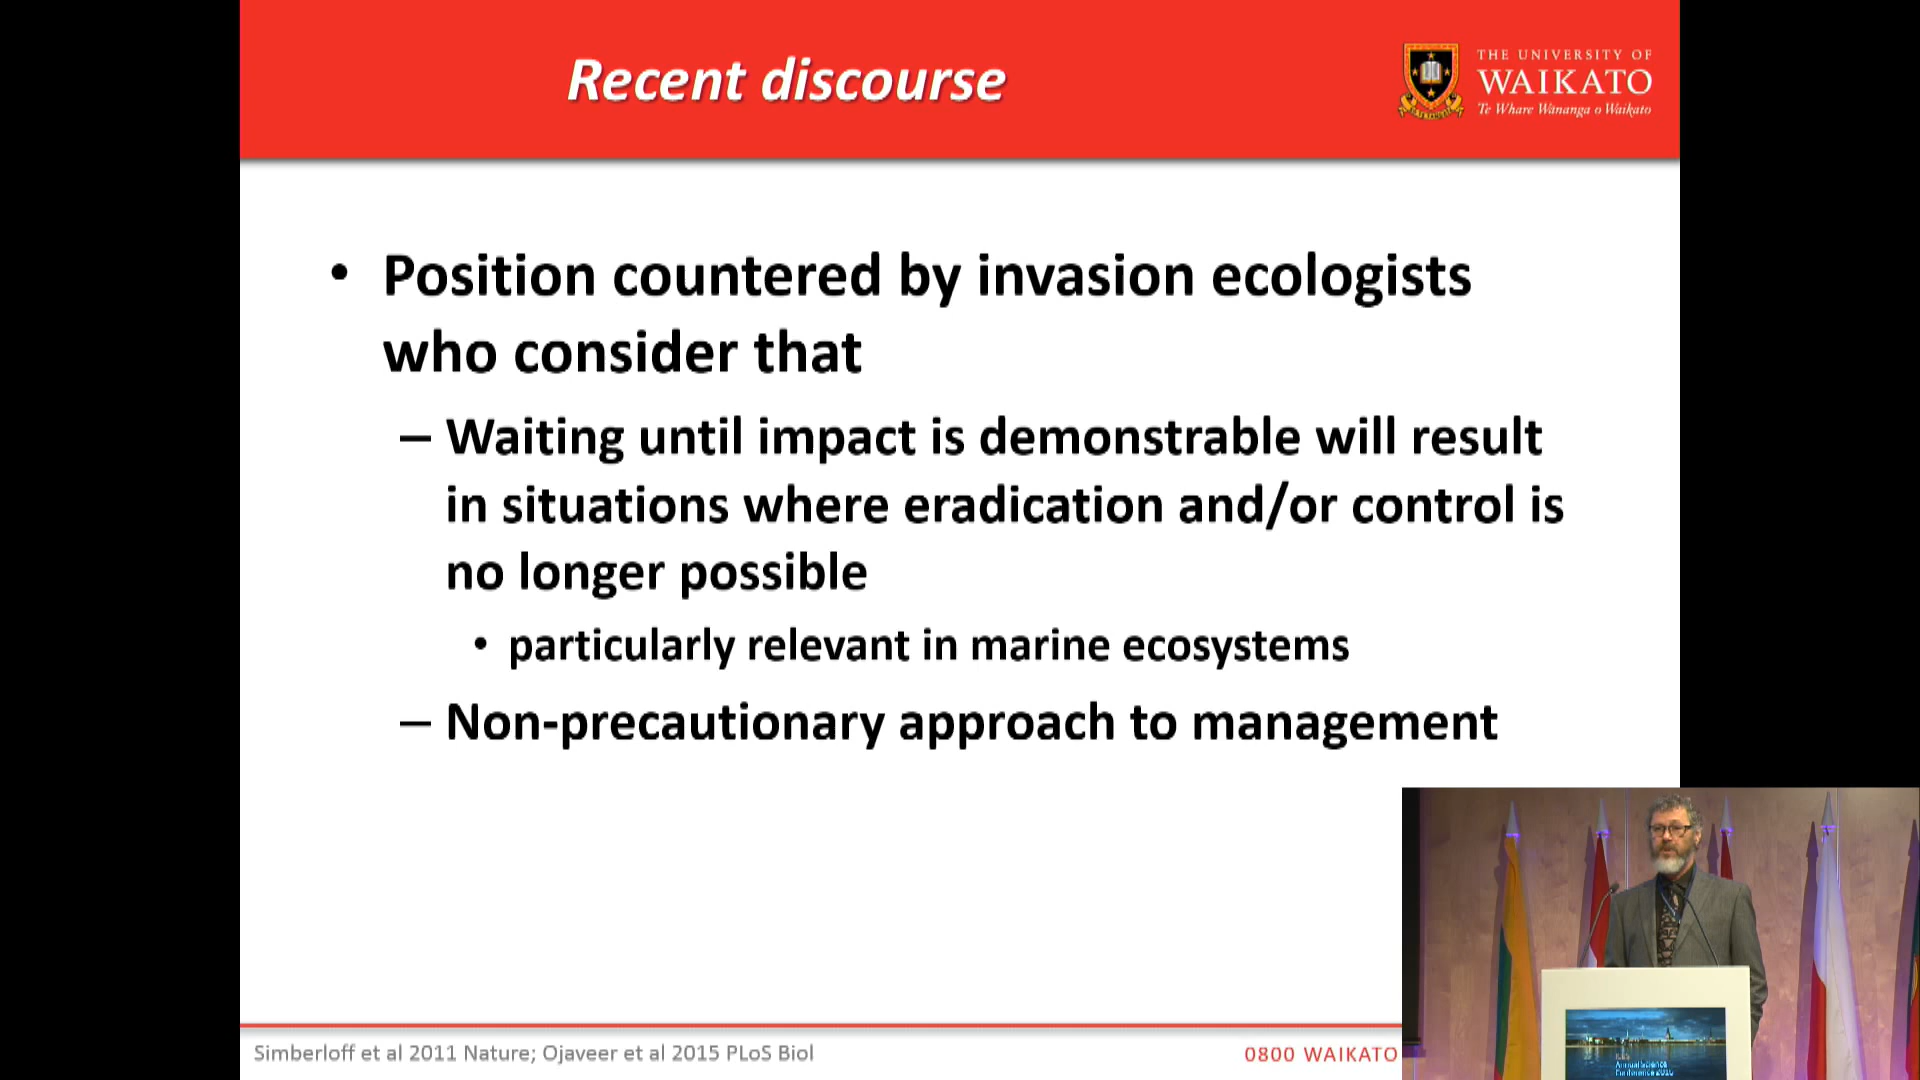 Recent discourse
THE UNIVERSITY OF
WAIKATO
Te Whare Wānanga o Waikato
• Position countered by invasion ecologists
who consider that
– Waiting until impact is demonstrable will result
in situations where eradication and/or control is
no longer possible
• particularly relevant in marine ecosystems
– Non-precautionary approach to management
Simberloff et al 2011 Nature; Ojaveer et al 2015 PLoS Biol
0800 WAIKATO
Annual Science
Conference